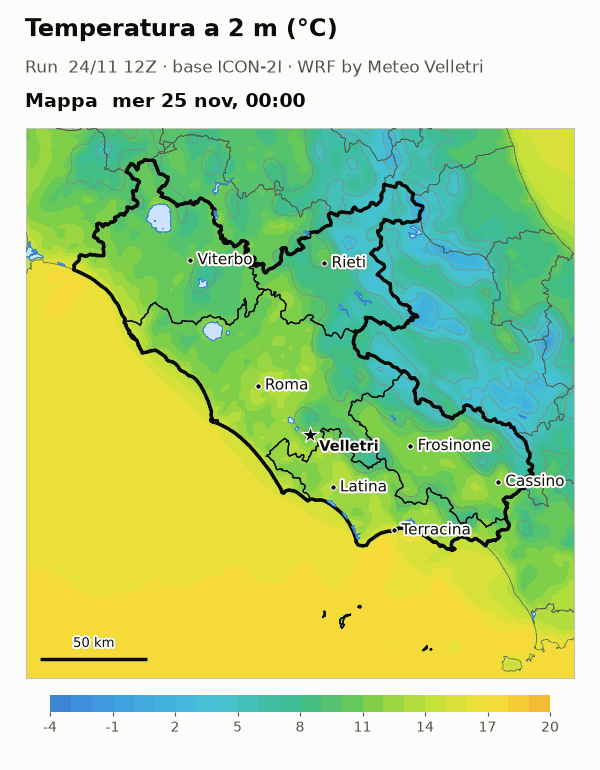 Temperatura a 2 m (°C)
Run  24/11 12Z · base ICON-2I · WRF by Meteo Velletri
Mappa  mer 25 nov, 00:00
Viterbo
Rieti
Roma
Velletri
Frosinone
Latina
Cassino
Terracina
50 km
-4 -1 2 5 8 11 14 17 20